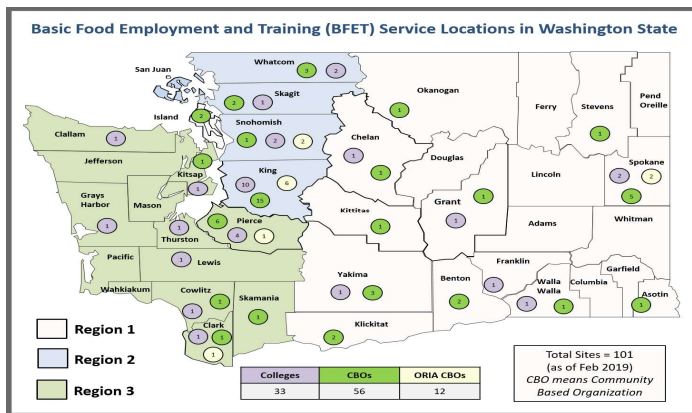 Basic Food Employment and Training (BFET) Service Locations in Washington State
Whatcom
3
2
San Juan
Skagit
2
1
Island
2
Snohomish
1
2
2
King
10
6
15
Okanogan
1
Ferry
Stevens
1
Pend
Oreille
Clallam
1
Jefferson
Kitsap
1
1
Grays
Harbor
1
Mason
Thurston
1
Pierce
6
4
1
Chelan
1
1
Douglas
Grant
1
1
Kittitas
1
Lincoln
Spokane
2
2
5
Adams
Whitman
Pacific
Lewis
1
Wahkiakum
Cowlitz
1
1
Skamania
1
Clark
1
1
1
Yakima
1
3
Klickitat
2
Benton
2
Franklin
1
Walla
Walla
1
1
Columbia
Garfield
Asotin
1
Region 1
Region 2
Region 3
Colleges CBOs ORIA CBOs
33 56 12
Total Sites = 101
(as of Feb 2019)
CBO means Community
Based Organization